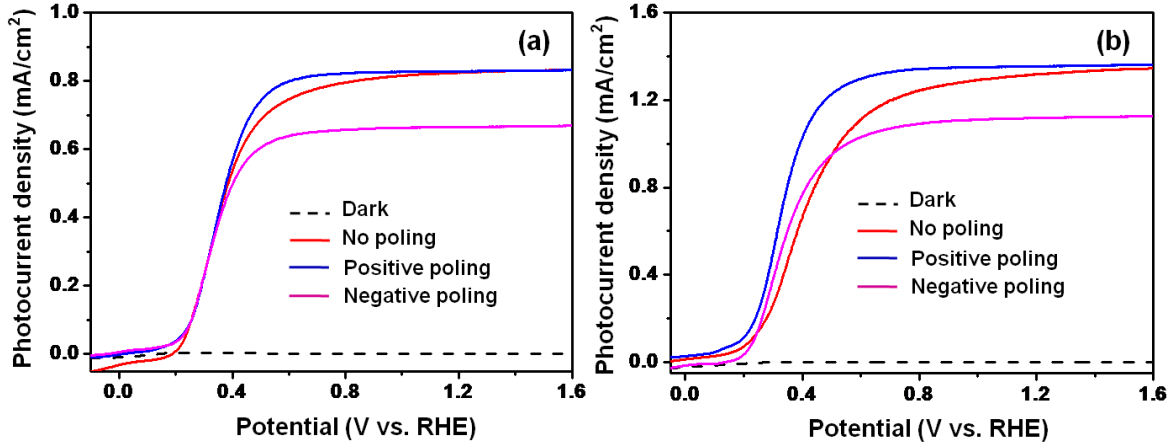 (a)
Photocurrent density (mA/cm²)
1.0
0.8
0.6
0.4
0.2
0.0
Dark
No poling
Positive poling
Negative poling
0.0 0.4 0.8 1.2 1.6
Potential (V vs. RHE)
(b)
Photocurrent density (mA/cm²)
1.6
1.2
0.8
0.4
0.0
Dark
No poling
Positive poling
Negative poling
0.0 0.4 0.8 1.2 1.6
Potential (V vs. RHE)